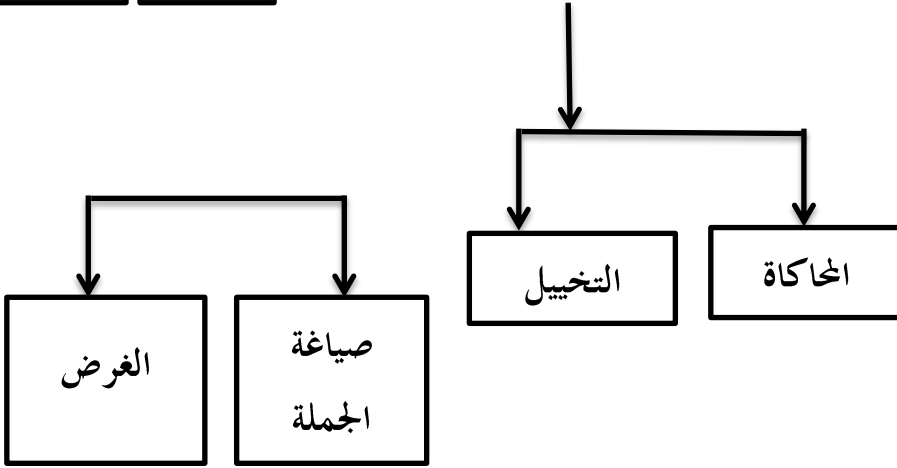 المحاكاة
التخييل
صياغة
الجملة
الغرض